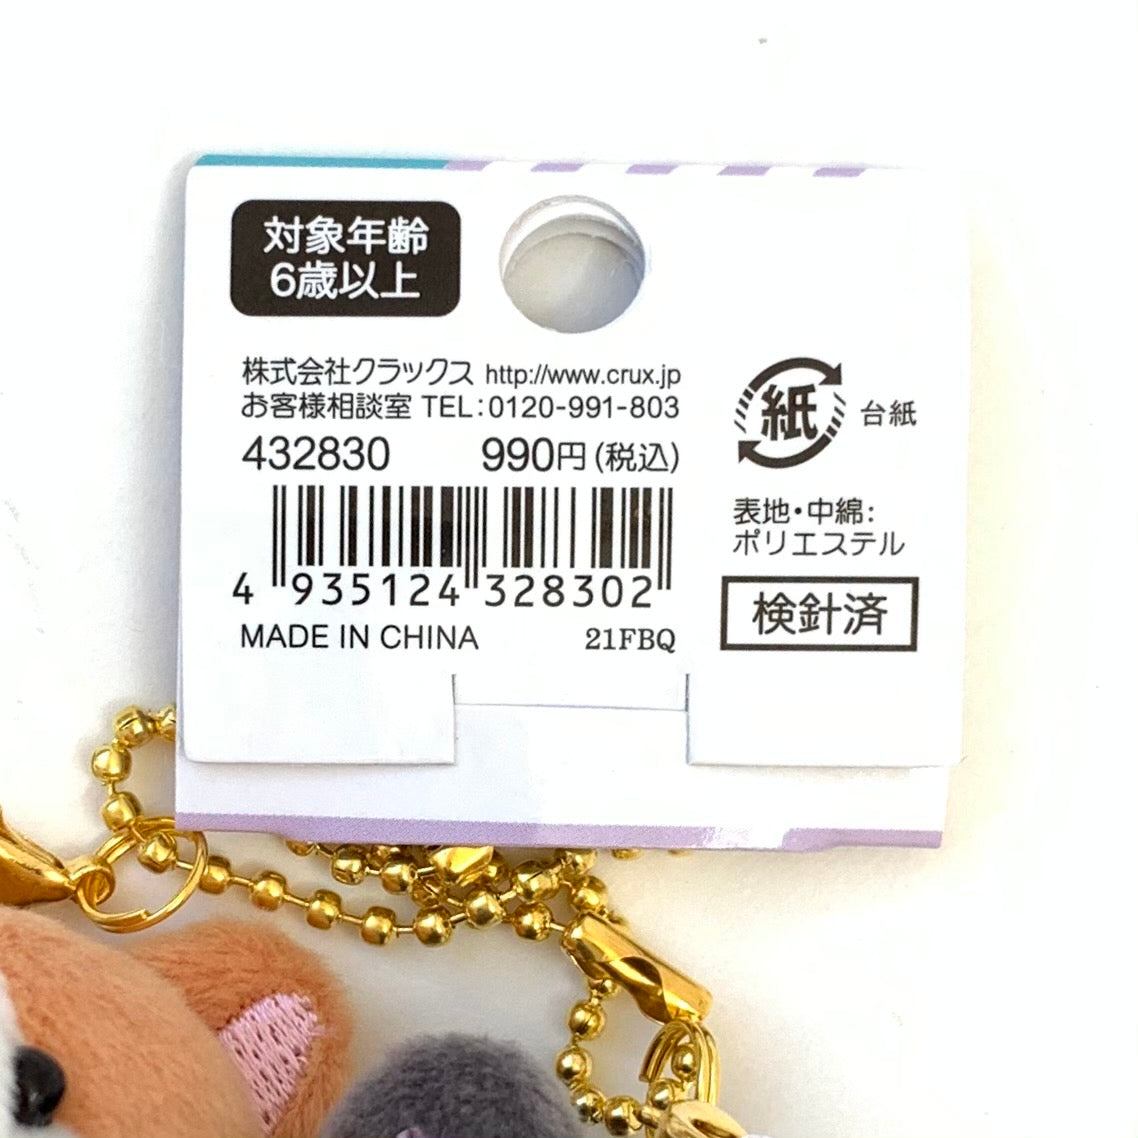 対象年齢
6歳以上
株式会社クラックス http://www.crux.jp
お客様相談室 TEL:0120-991-803
432830 990円(税込)
4 935124 328302
MADE IN CHINA 21FBQ
紙 台紙
表地・中綿:
ポリエステル
検針済